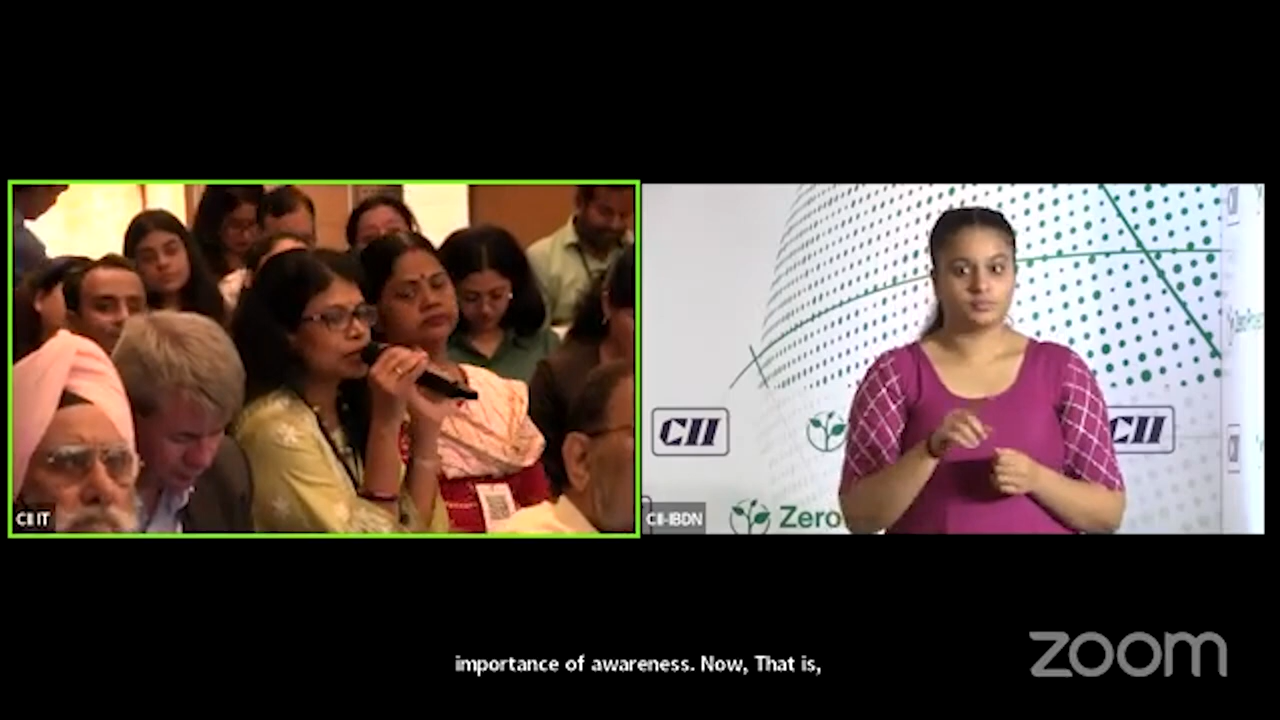 CII IT
CII
CII
Zero
CII-IBDN
importance of awareness. Now, That is,
zoom